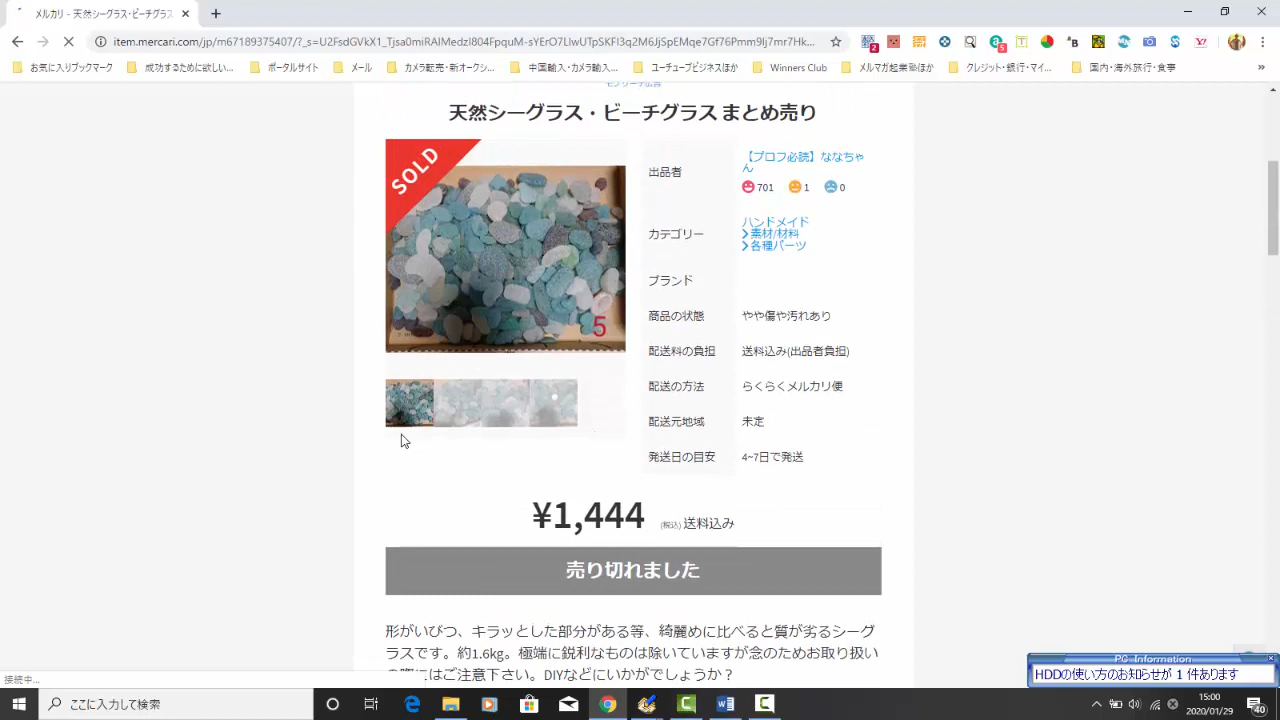 メルカリ - 天然シーグラス・ビーチグラス
item.mercari.com/jp/m67189375407/?_s=U2FsdGVkX1_Tjsa0miRAJMedzI804FpquM-sYErO7UwUTpSKFl3q2M6IjSpEMqe7Gf76Pmm9Ij7mr7Hk...
お気に入りブックマーク
成功するために欲しい...
ポータルサイト
メール
カメラ転売・新オークシ...
中国輸入・カメラ輸入...
ユーチューブビジネスほか
Winners Club
メルマガ起業塾ほか
クレジット・銀行・マイ...
国内・海外旅行・食事
»
天然シーグラス・ビーチグラス まとめ売り
SOLD
5
出品者
【プロフ必読】ななちゃん
701 1 0
カテゴリー
ハンドメイド
素材/材料
各種パーツ
ブランド
商品の状態 やや傷や汚れあり
配送料の負担 送料込み(出品者負担)
配送の方法 らくらくメルカリ便
配送元地域 未定
発送日の目安 4~7日で発送
¥1,444 (税込) 送料込み
売り切れました
形がいびつ、キラッとした部分がある等、綺麗めに比べると質が劣るシーグ
ラスです。約1.6kg。極端に鋭利なものは除いていますが念のためお取り扱い
の際にはご注意下さい。DIYなどにいかがでしょうか？
接続中...
PC Information
HDDの使い方のお知らせが 1 件あります
ここに入力して検索
15:00
2020/01/29
40